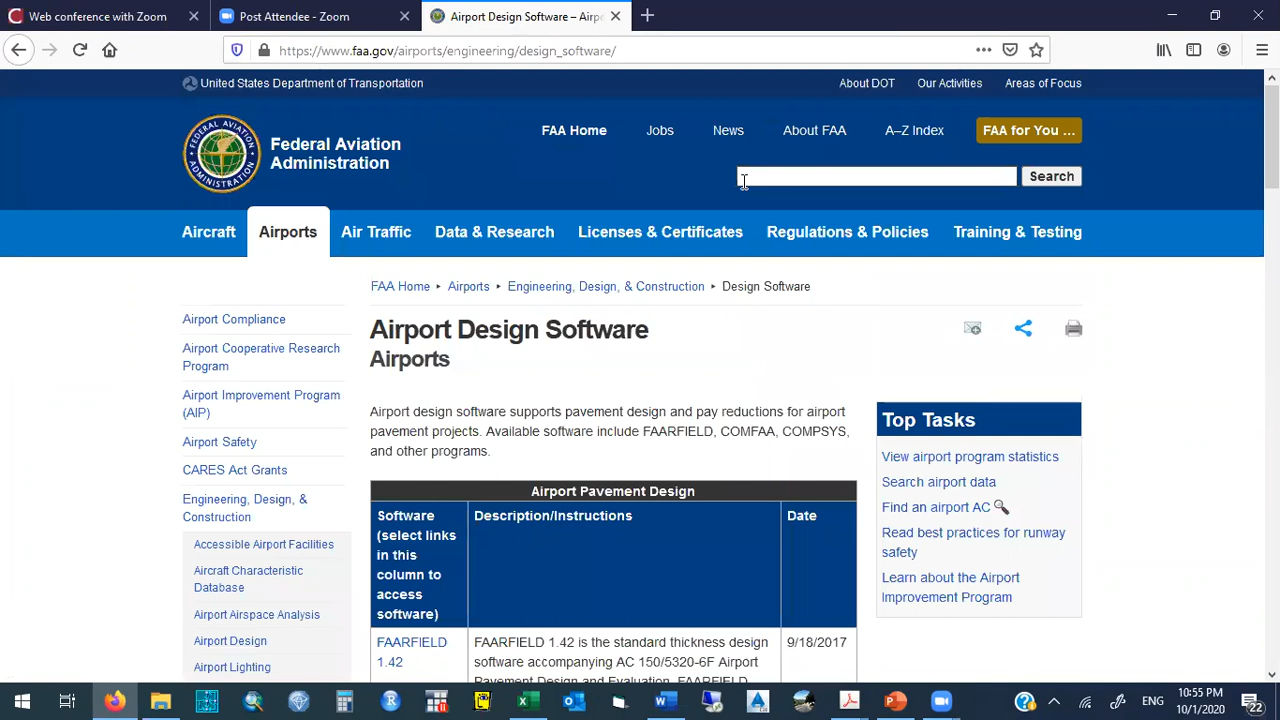 Web conference with Zoom
Post Attendee - Zoom
Airport Design Software – Airpo
https://www.faa.gov/airports/engineering/design_software/
United States Department of Transportation
About DOT
Our Activities
Areas of Focus
Federal Aviation
Administration
FAA Home
Jobs
News
About FAA
A–Z Index
FAA for You ...
Search
Aircraft
Airports
Air Traffic
Data & Research
Licenses & Certificates
Regulations & Policies
Training & Testing
FAA Home ▸ Airports ▸ Engineering, Design, & Construction ▸ Design Software
Airport Compliance
Airport Cooperative Research
Program
Airport Improvement Program
(AIP)
Airport Safety
CARES Act Grants
Engineering, Design, &
Construction
Accessible Airport Facilities
Aircraft Characteristic
Database
Airport Airspace Analysis
Airport Design
Airport Lighting
Airport Design Software
Airports
Airport design software supports pavement design and pay reductions for airport
pavement projects. Available software include FAARFIELD, COMFAA, COMPSYS,
and other programs.
Airport Pavement Design
Software
(select links
in this
column to
access
software)
Description/Instructions
Date
FAARFIELD
1.42
FAARFIELD 1.42 is the standard thickness design
software accompanying AC 150/5320-6F Airport
Pavement Design and Evaluation. FAARFIELD
9/18/2017
Top Tasks
View airport program statistics
Search airport data
Find an airport AC
Read best practices for runway
safety
Learn about the Airport
Improvement Program
ENG
10:55 PM
10/1/2020
22